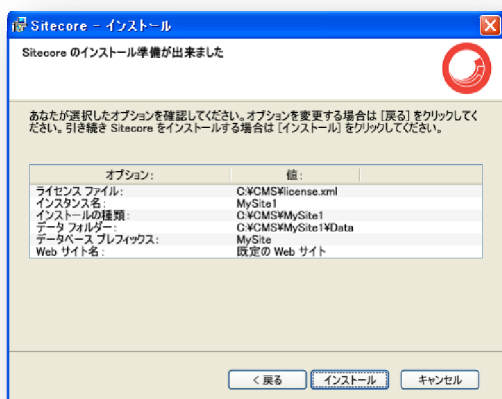 Sitecore - インストール
Sitecore のインストール準備が出来ました
あなたが選択したオプションを確認してください。オプションを変更する場合は [戻る] をクリックしてく
ださい。引き続き Sitecore をインストールする場合は [インストール] をクリックしてください。
オプション: 値:
ライセンス ファイル: C:¥CMS¥license.xml
インスタンス名: MySite1
インストールの種類: C:¥CMS¥MySite1
データ フォルダー: C:¥CMS¥MySite1¥Data
データベース プレフィックス: MySite
Web サイト名: 既定の Web サイト
< 戻る インストール キャンセル